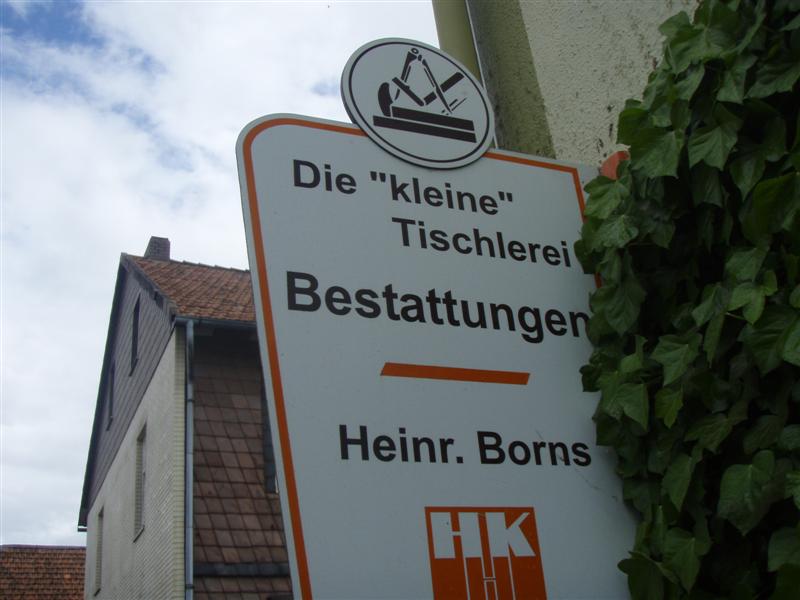 Die "kleine"
Tischlerei
Bestattungen
Heinr. Borns
HK
H